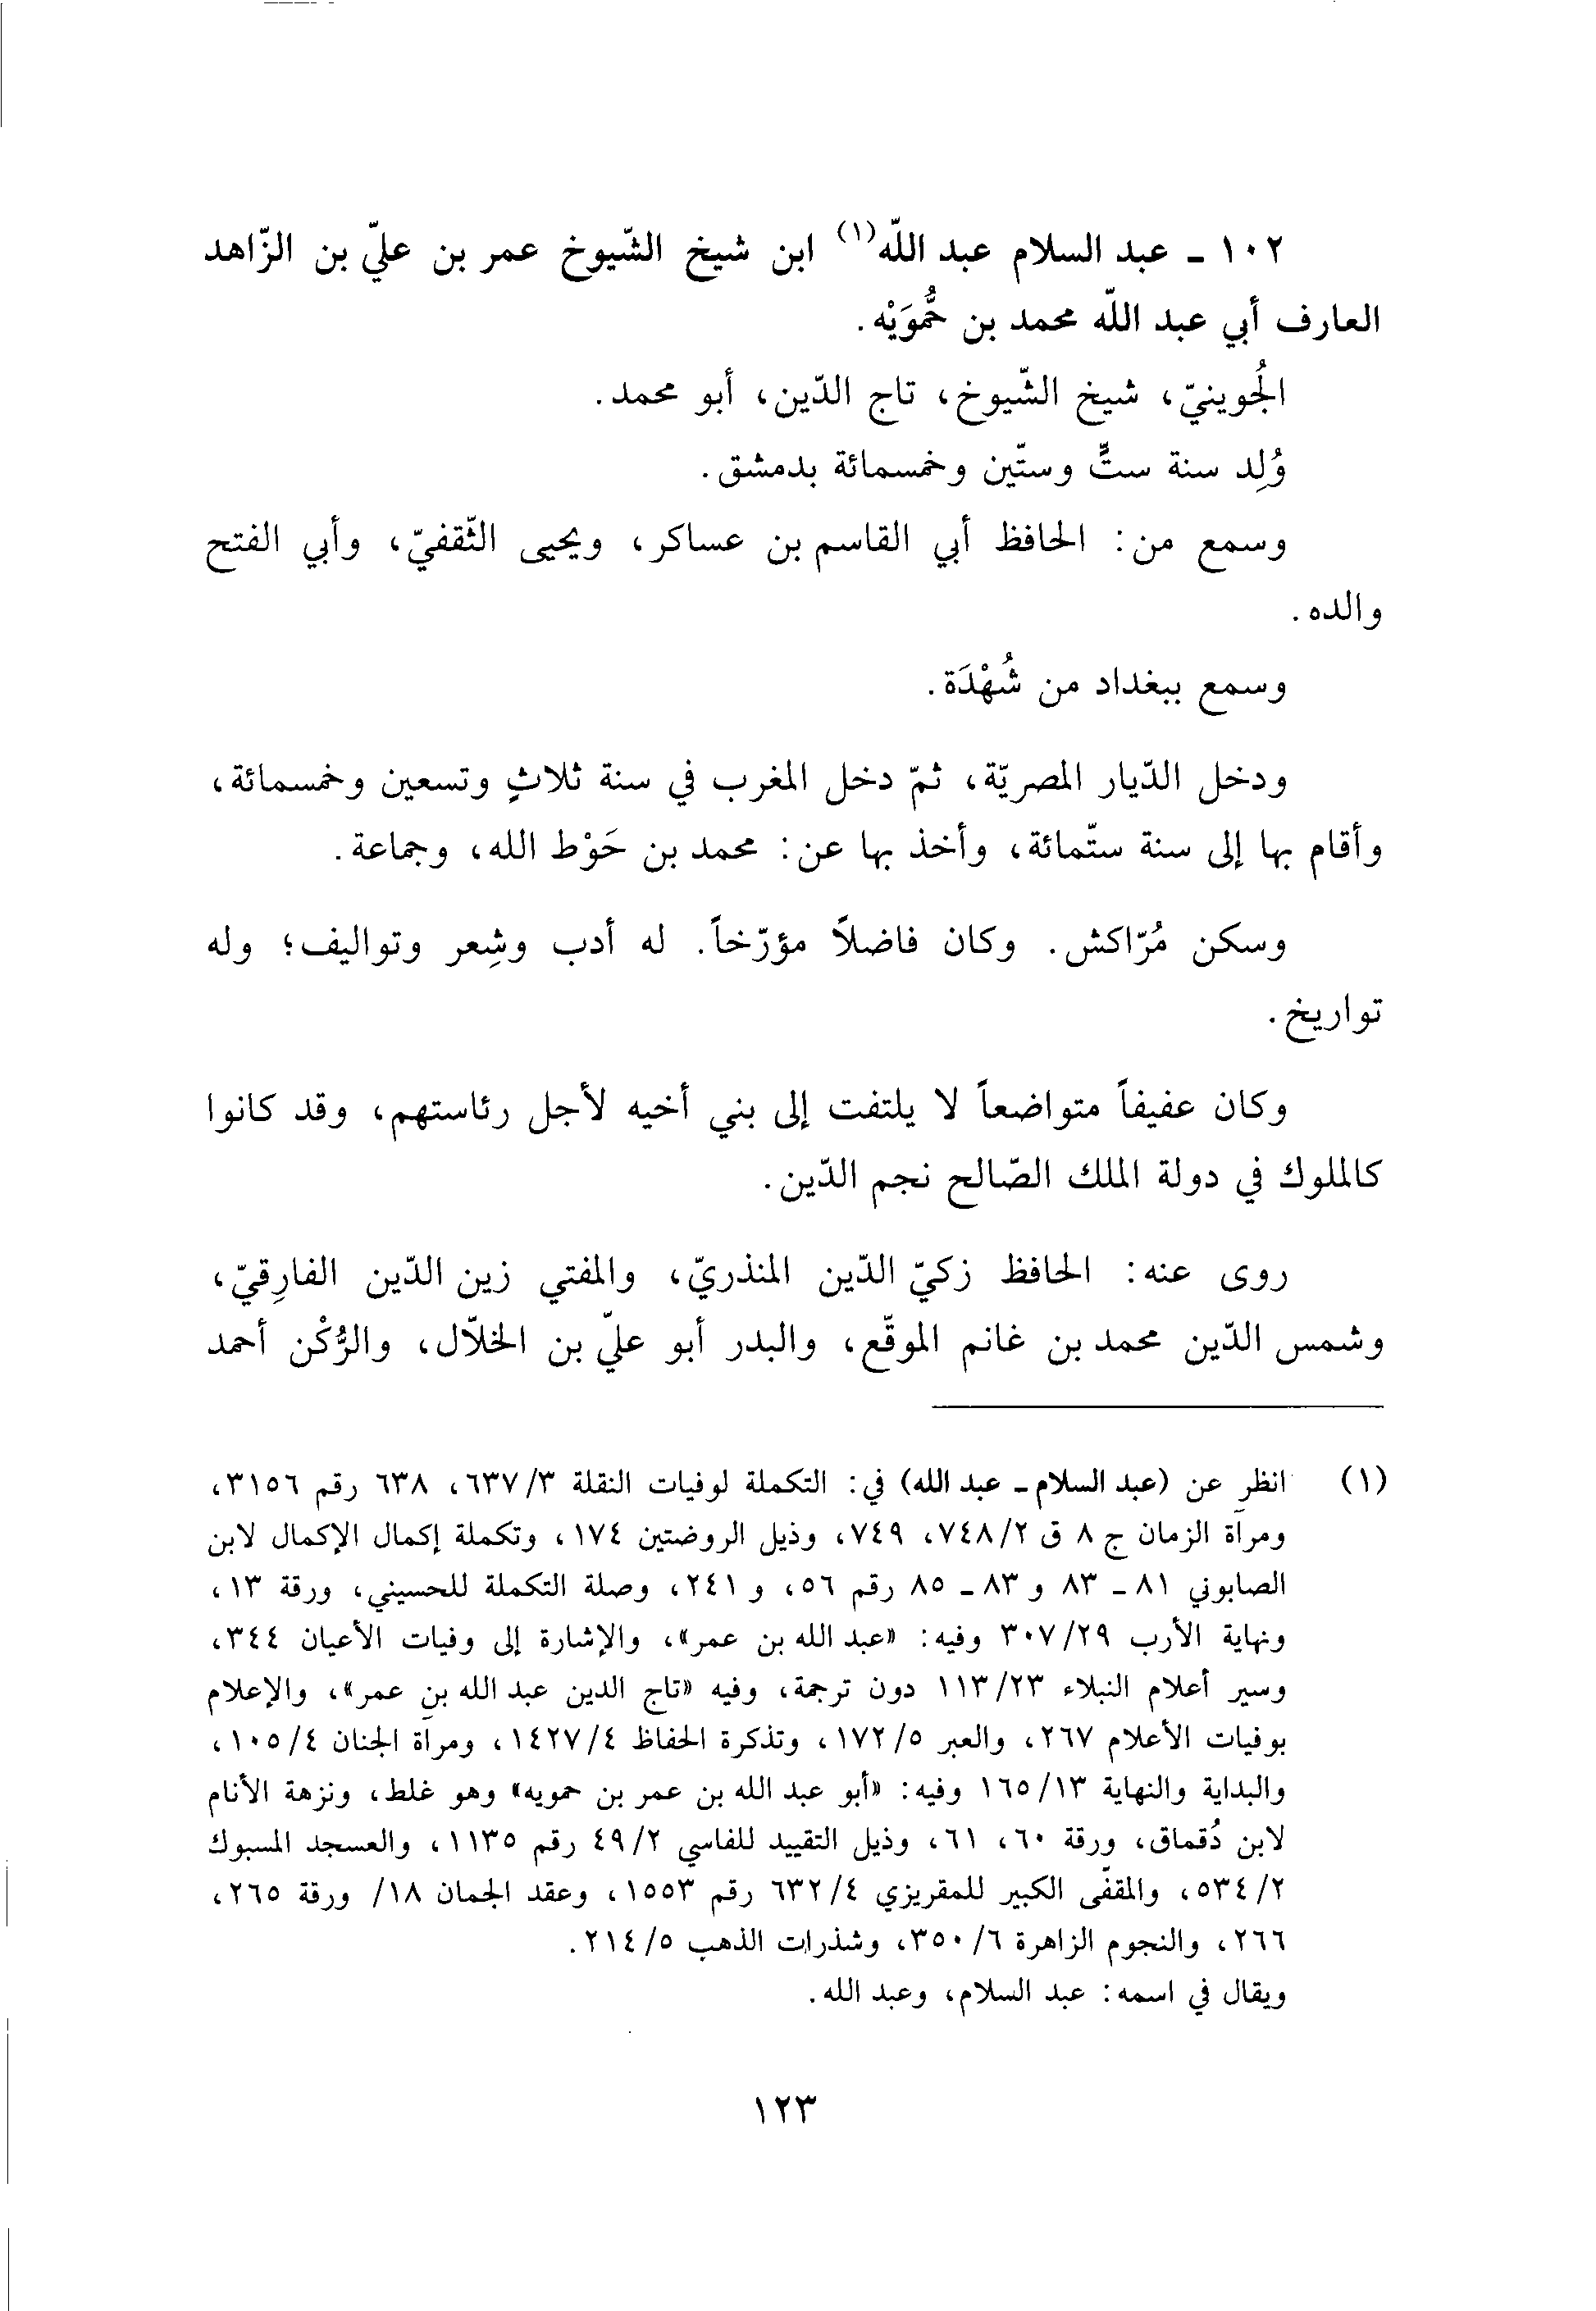 ١٠٢ ـ عبد السلام عبد اللّه(١) ابن شيخ الشّيوخ عمر بن عليّ بن الزّاهد
العارف أبي عبد اللّه محمد بن حَمُّوَيْه.
الجُوينيّ، شيخ الشّيوخ، تاج الدّين، أبو محمد.
وُلِد سنة ستٍّ وستّين وخمسمائة بدمشق.
وسمع من: الحافظ أبي القاسم بن عساكر، ويحيى الثّقفيّ، وأبي الفتح
والده.
وسمع ببغداد من شُهْدَة.
ودخل الدّيار المصريّة، ثمّ دخل المغرب في سنة ثلاثٍ وتسعين وخمسمائة،
وأقام بها إلى سنة ستّمائة، وأخذ بها عن: محمد بن حَوْط الله، وجماعة.
وسكن مُرّاكش. وكان فاضلاً مؤرّخاً. له أدب وشِعر وتواليف؛ وله
تواريخ.
وكان عفيفاً متواضعاً لا يلتفت إلى بني أخيه لأجل رئاستهم، وقد كانوا
كالملوك في دولة الملك الصّالح نجم الدّين.
روى عنه: الحافظ زكيّ الدّين المنذريّ، والمفتي زين الدّين الفارِقيّ،
وشمس الدّين محمد بن غانم الموقّع، والبدر أبو عليّ بن الخلاّل، والرُّكْن أحمد
(١) انظر عن (عبد السلام ـ عبد الله) في: التكملة لوفيات النقلة ٣/ ٦٣٧، ٦٣٨ رقم ٣١٥٦،
ومرآة الزمان ج ٨ ق ٢/ ٧٤٨، ٧٤٩، وذيل الروضتين ١٧٤، وتكملة إكمال الإكمال لابن
الصابوني ٨١ ـ ٨٣ و ٨٣ ـ ٨٥ رقم ٥٦، و ٢٤١، وصلة التكملة للحسيني، ورقة ١٣،
ونهاية الأرب ٢٩/ ٣٠٧ وفيه: «عبد الله بن عمر»، والإشارة إلى وفيات الأعيان ٣٤٤،
وسير أعلام النبلاء ٢٣/ ١١٣ دون ترجمة، وفيه «تاج الدين عبد الله بن عمر»، والإعلام
بوفيات الأعلام ٢٦٧، والعبر ٥/ ١٧٢، وتذكرة الحفاظ ٤/ ١٤٢٧، ومرآة الجنان ٤/ ١٠٥،
والبداية والنهاية ١٣/ ١٦٥ وفيه: «أبو عبد الله بن عمر بن حمويه» وهو غلط، ونزهة الأنام
لابن دُقماق، ورقة ٦٠، ٦١، وذيل التقييد للفاسي ٢/ ٤٩ رقم ١١٣٥، والعسجد المسبوك
٢/ ٥٣٤، والمقفّى الكبير للمقريزي ٤/ ٦٣٢ رقم ١٥٥٣، وعقد الجمان ١٨/ ورقة ٢٦٥،
٢٦٦، والنجوم الزاهرة ٦/ ٣٥٠، وشذرات الذهب ٥/ ٢١٤.
ويقال في اسمه: عبد السلام، وعبد الله.
١٢٣